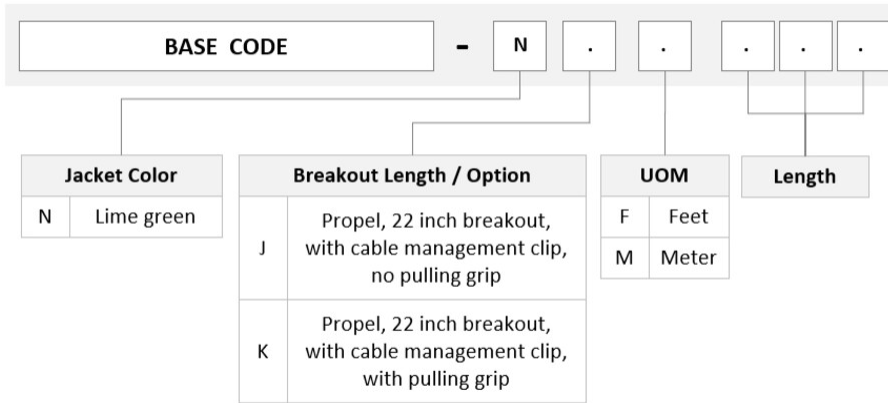 BASE CODE - N . . . . .
Jacket Color
N Lime green
Breakout Length / Option
J Propel, 22 inch breakout,
with cable management clip,
no pulling grip
K Propel, 22 inch breakout,
with cable management clip,
with pulling grip
UOM
F Feet
M Meter
Length